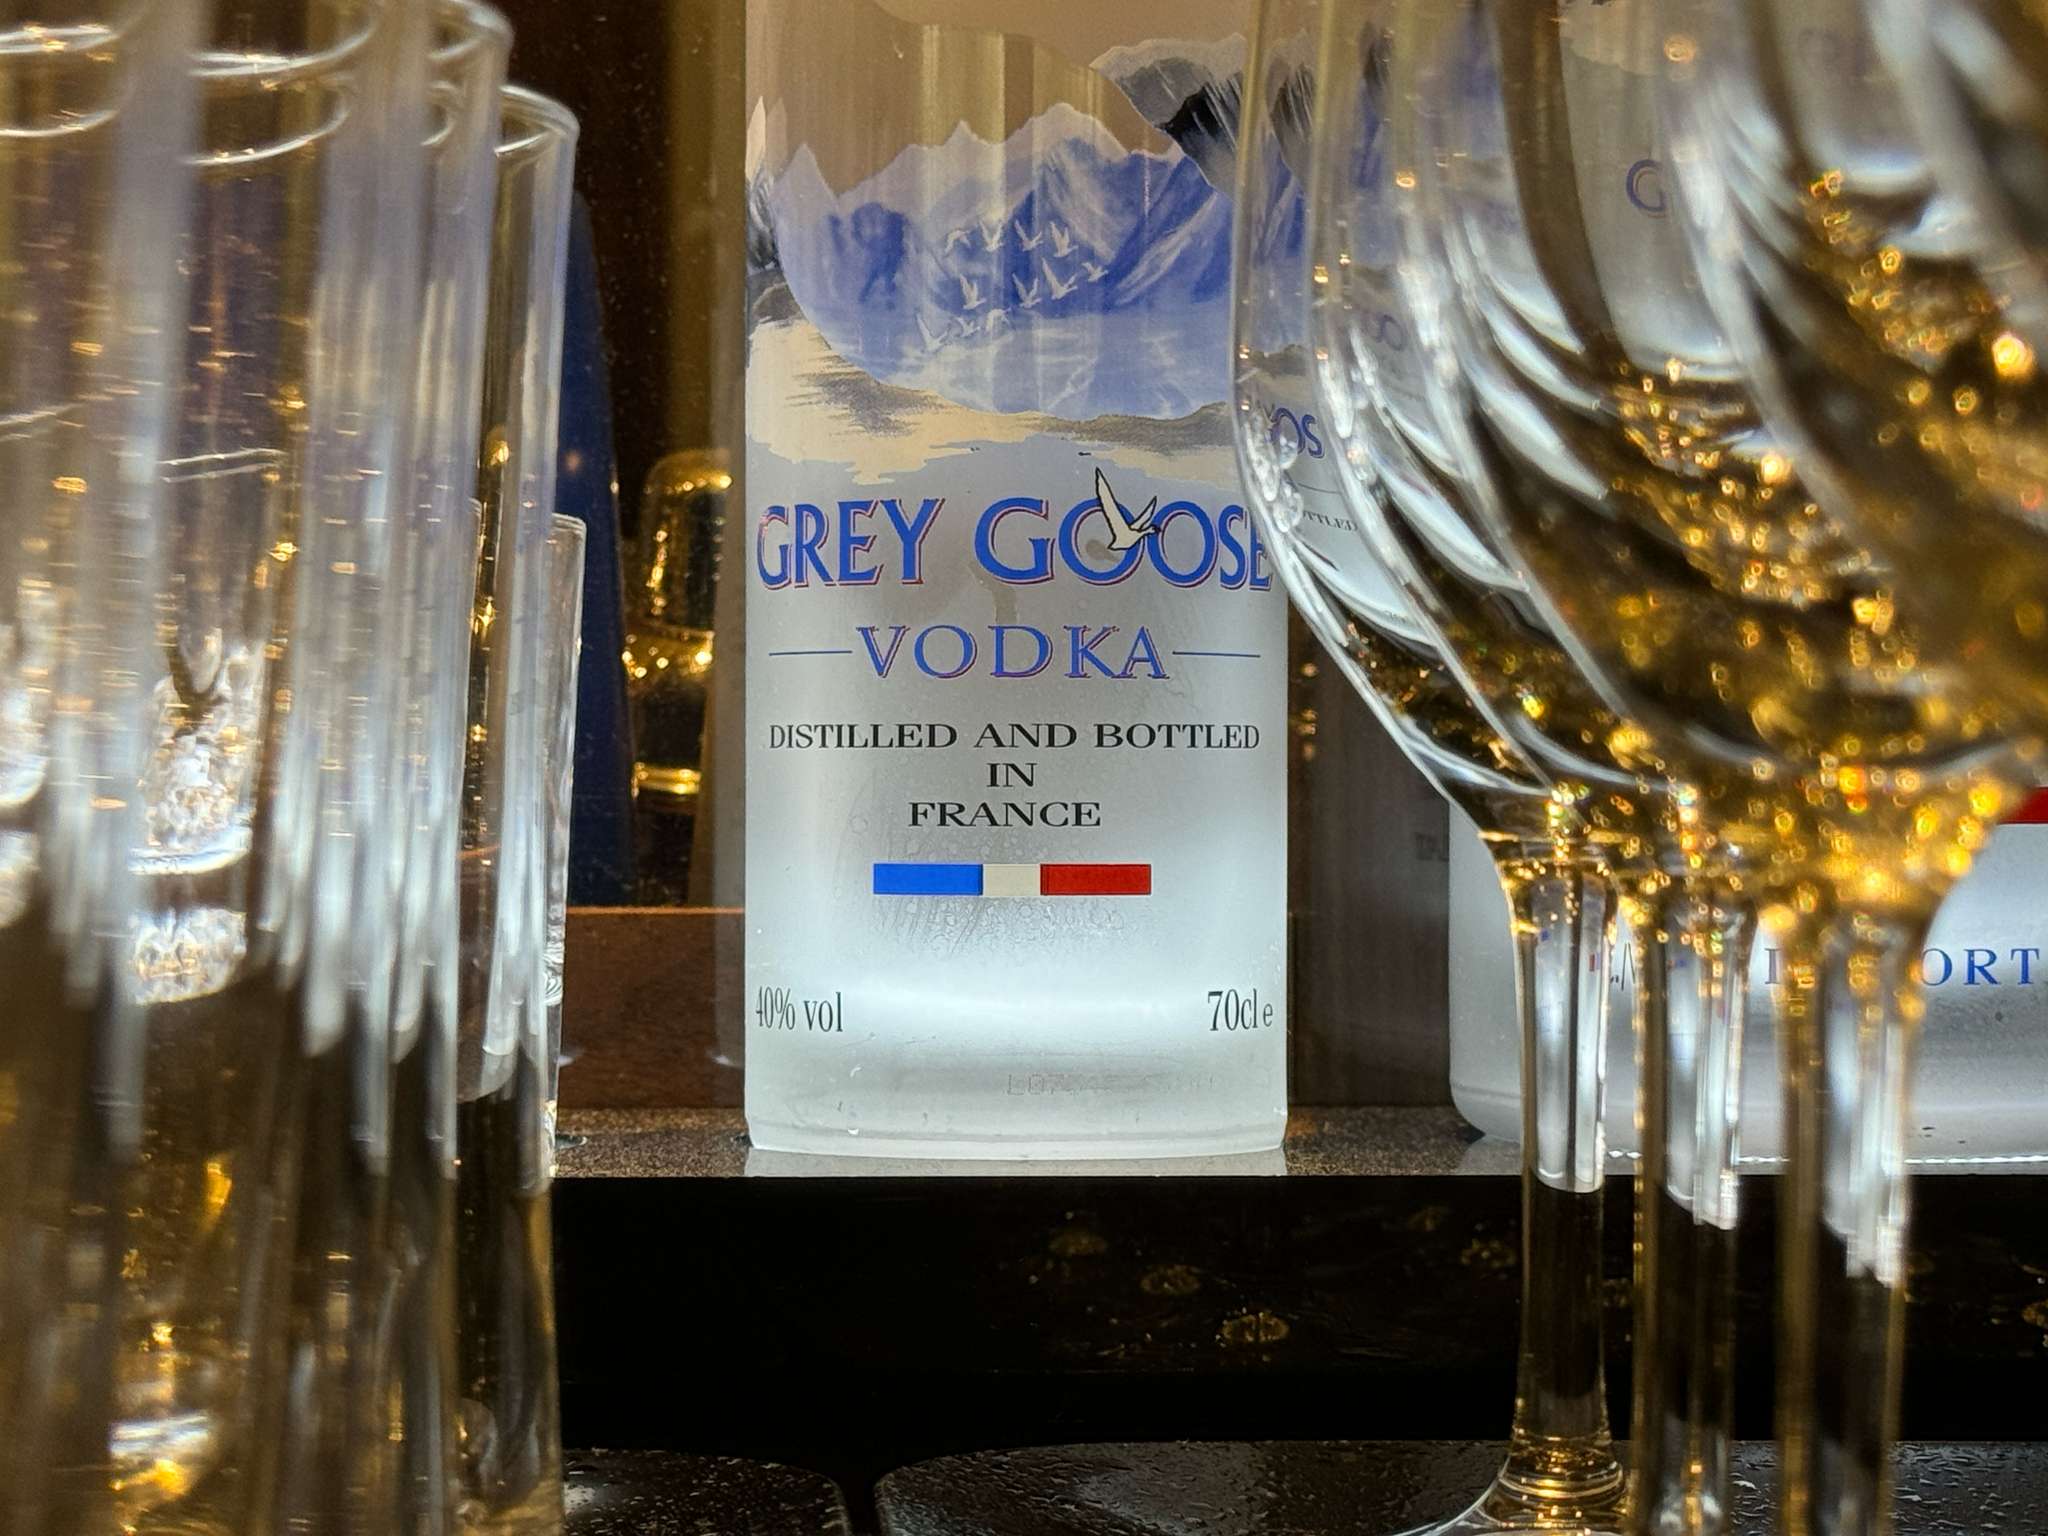 GREY GOOSE
VODKA
DISTILLED AND BOTTLED
IN
FRANCE
40% vol
70cl e